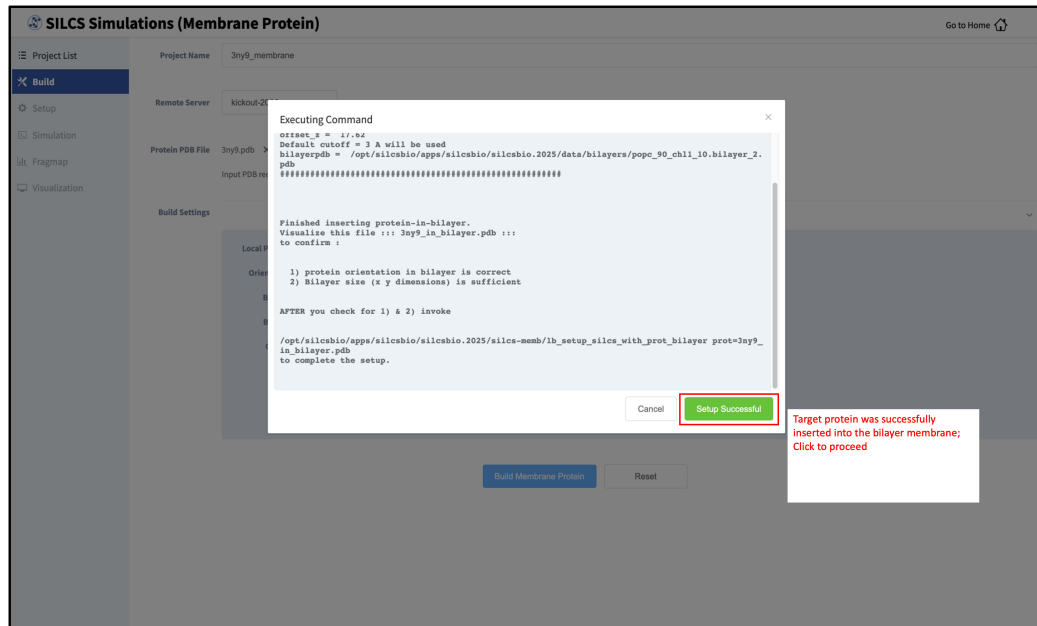 SILCS Simulations (Membrane Protein)
Go to Home
Project List
Build
Setup
Simulation
Fragmap
Visualization
Project Name
3ny9_membrane
Remote Server
Protein PDB File
3ny9.pdb
Input PDB
Build Settings
Executing Command
×
offset_z = 17.62
Default cutoff = 3 A will be used
bilayerpdb = /opt/silcsbio/apps/silcsbio/silcsbio.2025/data/bilayers/popc_90_chl1_10.bilayer_2.
pdb
########################################################
Finished inserting protein-in-bilayer.
Visualize this file ::: 3ny9_in_bilayer.pdb :::
to confirm :
1) protein orientation in bilayer is correct
2) Bilayer size (x y dimensions) is sufficient
AFTER you check for 1) & 2) invoke
/opt/silcsbio/apps/silcsbio/silcsbio.2025/silcs-memb/1b_setup_silcs_with_prot_bilayer prot=3ny9_
in_bilayer.pdb
to complete the setup.
Cancel
Setup Successful
Target protein was successfully
inserted into the bilayer membrane;
Click to proceed
Build Membrane Protein
Reset